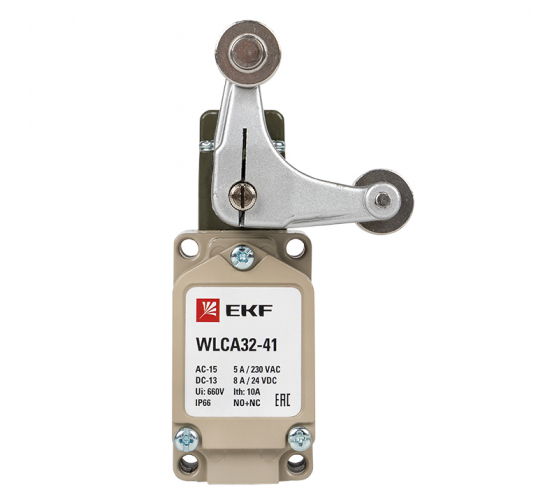 EKF
WLCA32-41
AC-15 5 A / 230 VAC
DC-13 8 A / 24 VDC
Ui: 660V Ith: 10A
IP66 NO+NC EAC